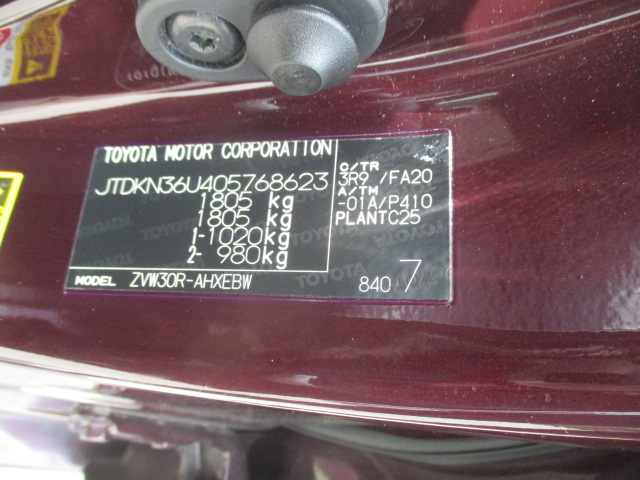 TOYOTA MOTOR CORPORATION
JTDKN36U405768623
1805 kg
1805 kg
1- 1020kg
2- 980kg
C/TR
3R9 /FA20
A/TM
-01A/P410
PLANTC25
MODEL ZVW30R-AHXEBW
840 7